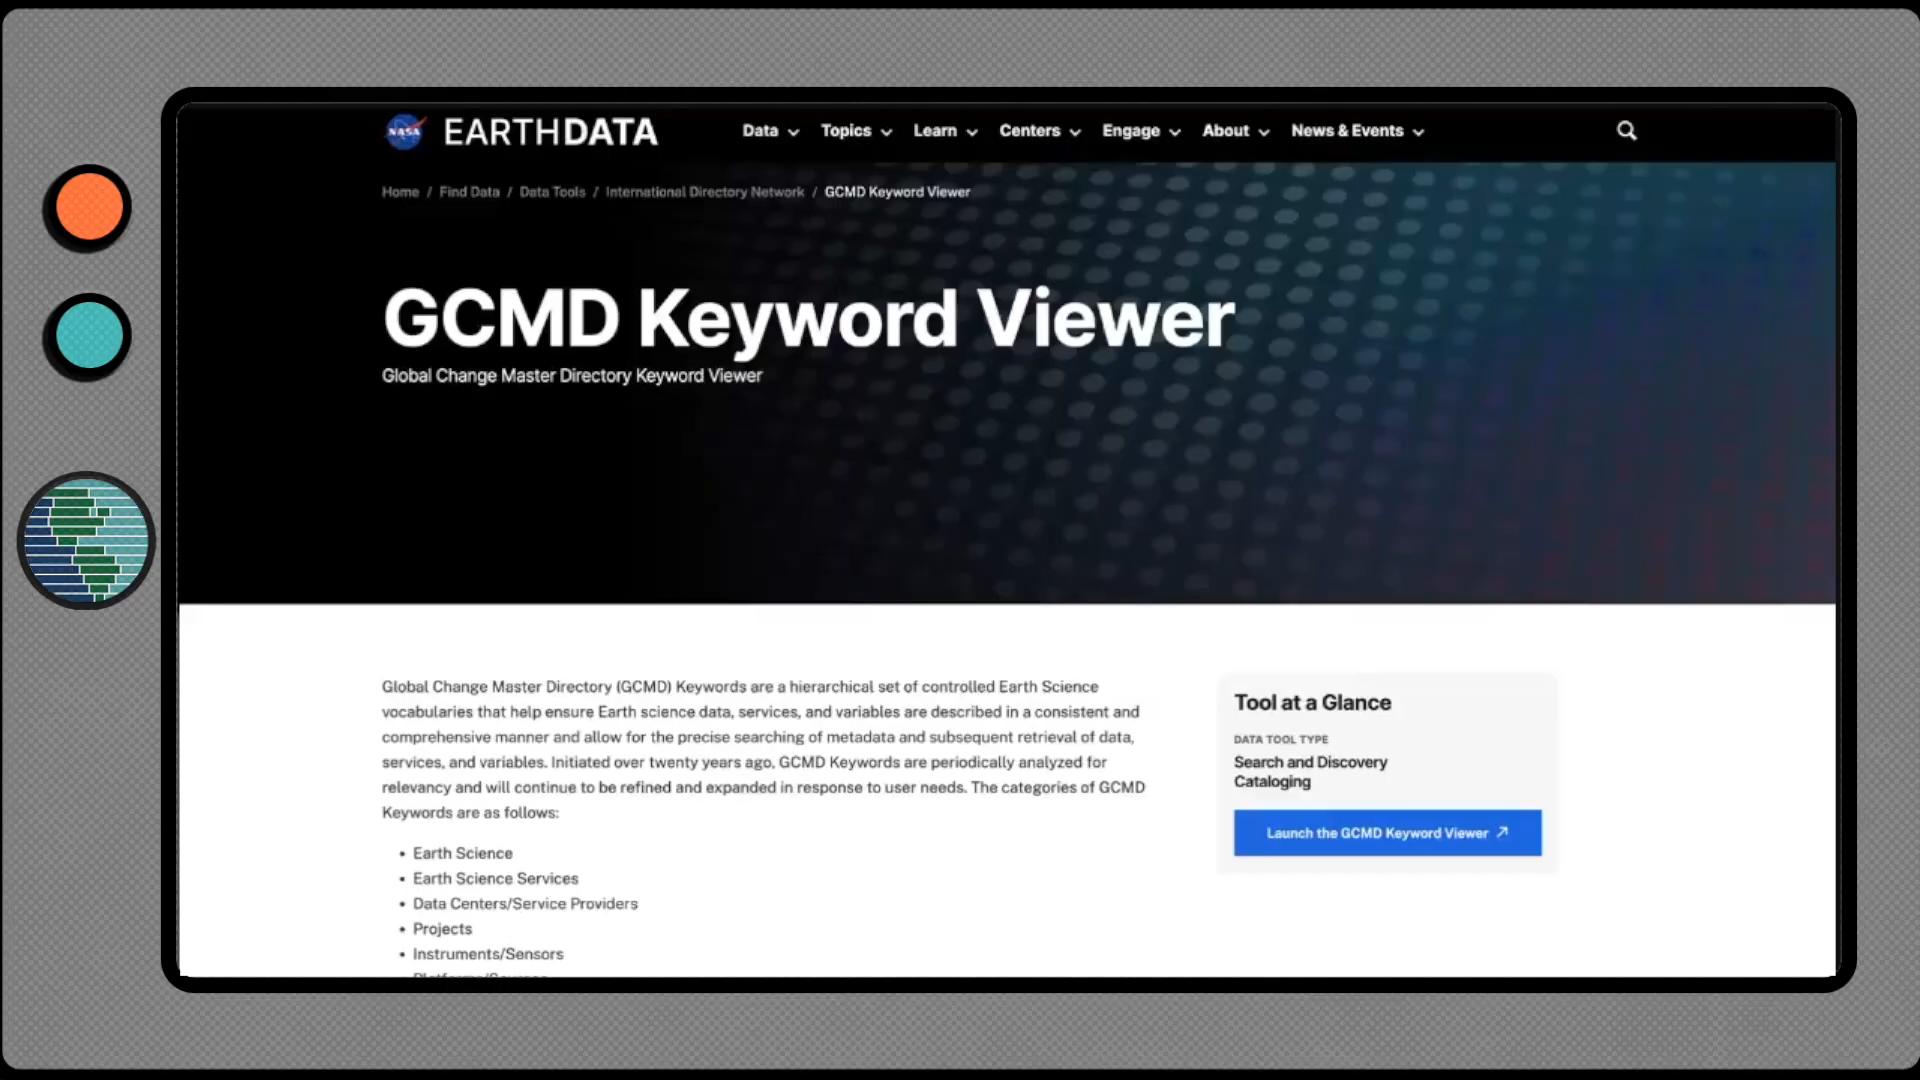 NASA EARTHDATA Data Topics Learn Centers Engage About News & Events
Home / Find Data / Data Tools / International Directory Network / GCMD Keyword Viewer
GCMD Keyword Viewer
Global Change Master Directory Keyword Viewer
Global Change Master Directory (GCMD) Keywords are a hierarchical set of controlled Earth Science
vocabularies that help ensure Earth science data, services, and variables are described in a consistent and
comprehensive manner and allow for the precise searching of metadata and subsequent retrieval of data,
services, and variables. Initiated over twenty years ago, GCMD Keywords are periodically analyzed for
relevancy and will continue to be refined and expanded in response to user needs. The categories of GCMD
Keywords are as follows:
• Earth Science
• Earth Science Services
• Data Centers/Service Providers
• Projects
• Instruments/Sensors
Tool at a Glance
DATA TOOL TYPE
Search and Discovery
Cataloging
Launch the GCMD Keyword Viewer